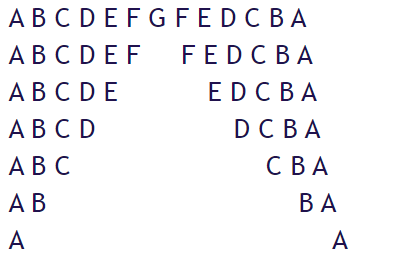 A B C D E F G F E D C B A
A B C D E F   F E D C B A
A B C D E       E D C B A
A B C D           D C B A
A B C               C B A
A B                   B A
A                       A